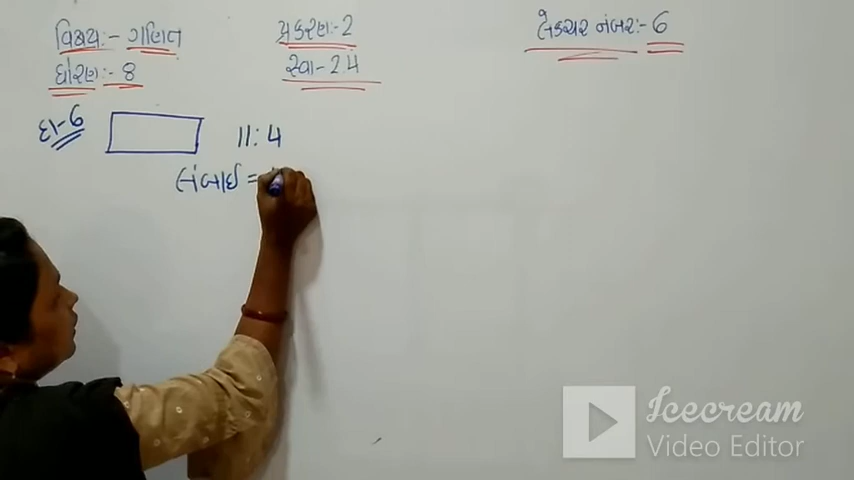 વિષય:- ગણિત
પ્રકરણ:-2
લેક્ચર નંબર:- 6
ધોરણ:- 8
સ્વા-2.4
દા-6
11:4
લંબાઈ =
Icecream
Video Editor